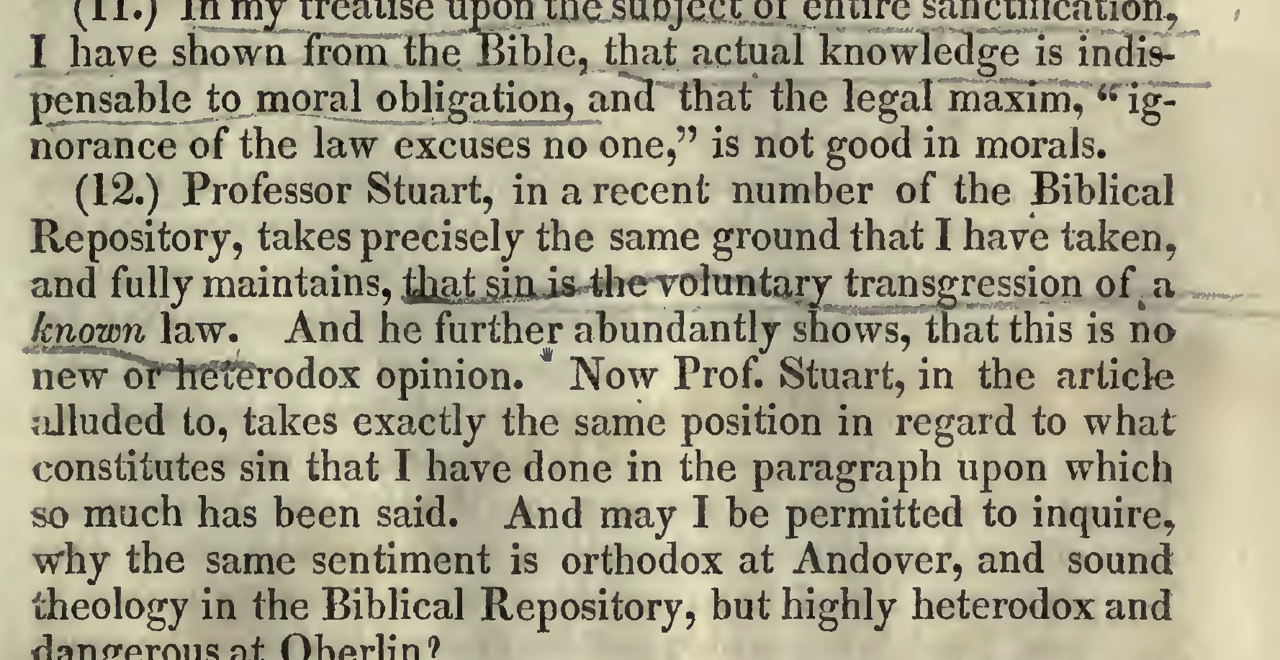 (11.) In my treatise upon the subject of entire sanctification,
I have shown from the Bible, that actual knowledge is indis-
pensable to moral obligation, and that the legal maxim, “ig-
norance of the law excuses no one,” is not good in morals.
(12.) Professor Stuart, in a recent number of the Biblical
Repository, takes precisely the same ground that I have taken,
and fully maintains, that sin is the voluntary transgression of a
known law. And he further abundantly shows, that this is no
new or heterodox opinion. Now Prof. Stuart, in the article
alluded to, takes exactly the same position in regard to what
constitutes sin that I have done in the paragraph upon which
so much has been said. And may I be permitted to inquire,
why the same sentiment is orthodox at Andover, and sound
theology in the Biblical Repository, but highly heterodox and
dangerous at Oberlin?